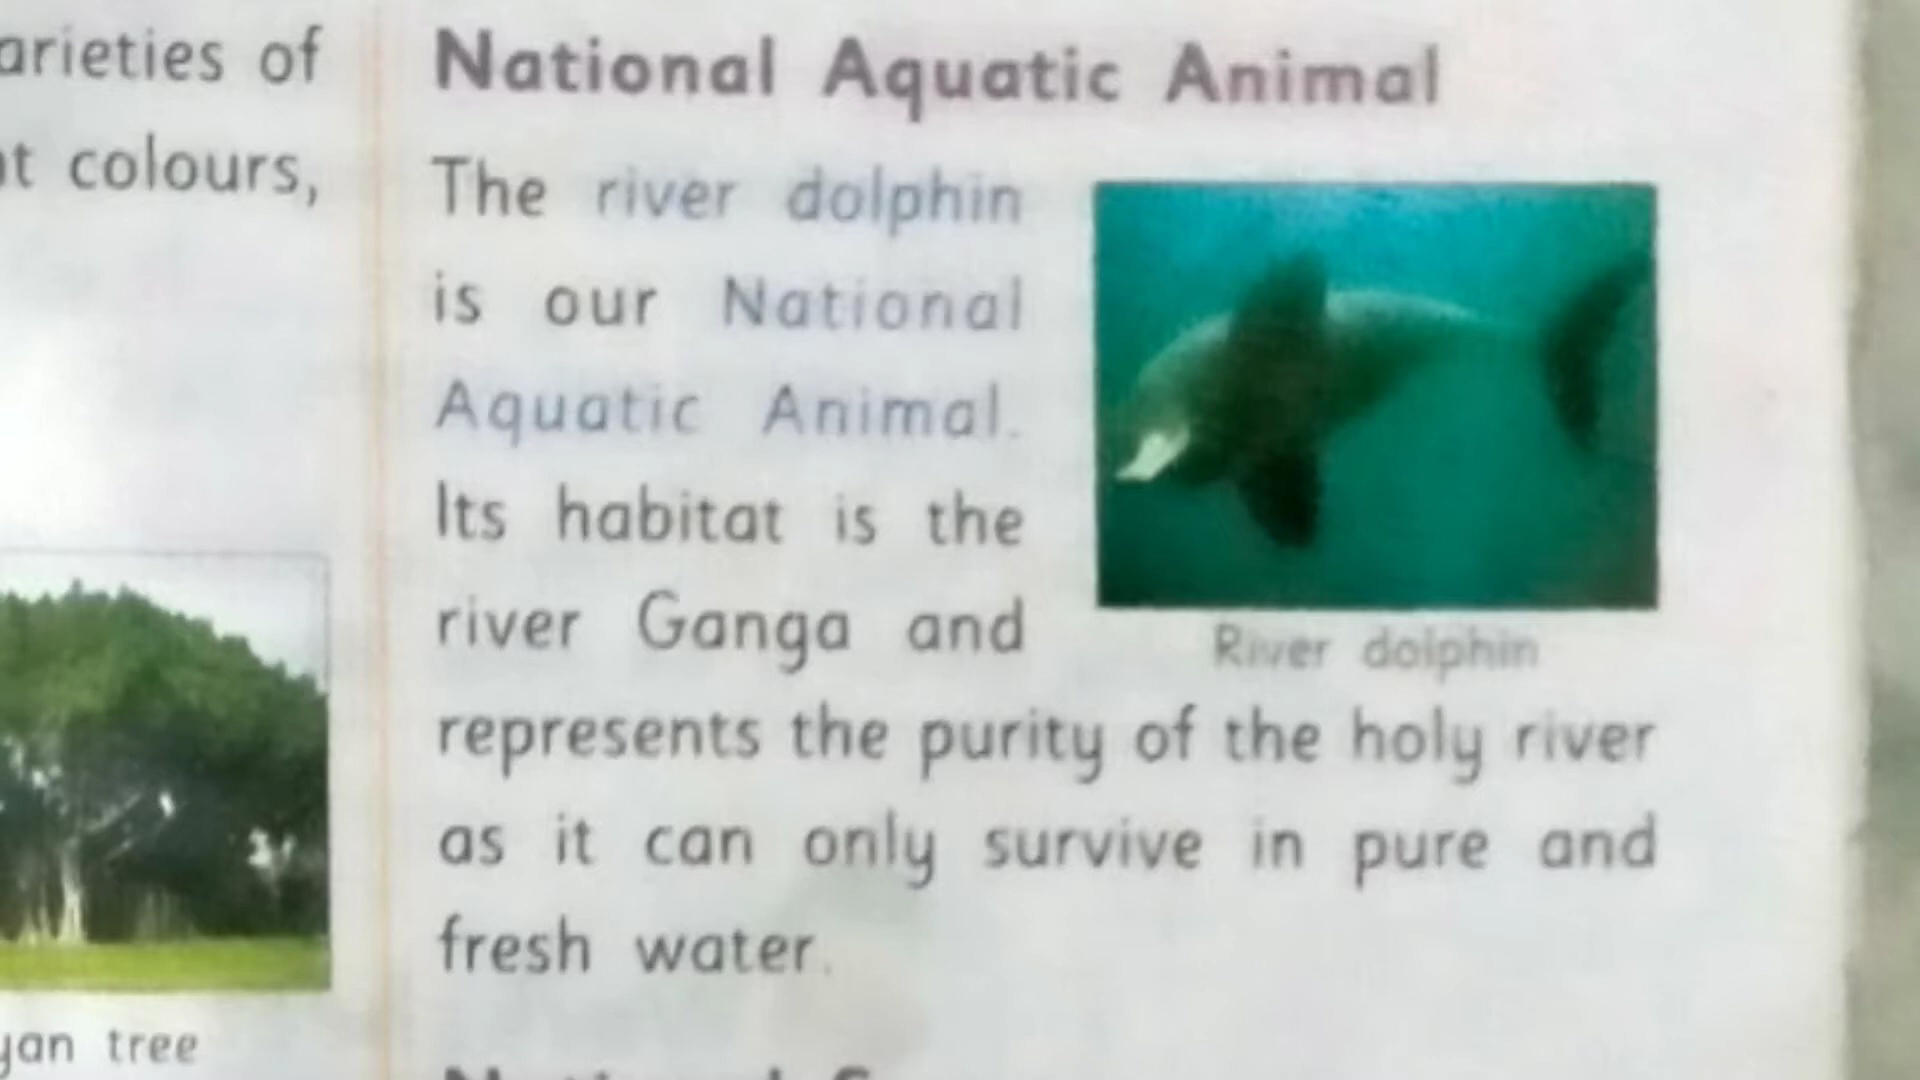 arieties of
t colours,
yan tree
National Aquatic Animal
The river dolphin
is our National
Aquatic Animal.
Its habitat is the
river Ganga and
River dolphin
represents the purity of the holy river
as it can only survive in pure and
fresh water.
National